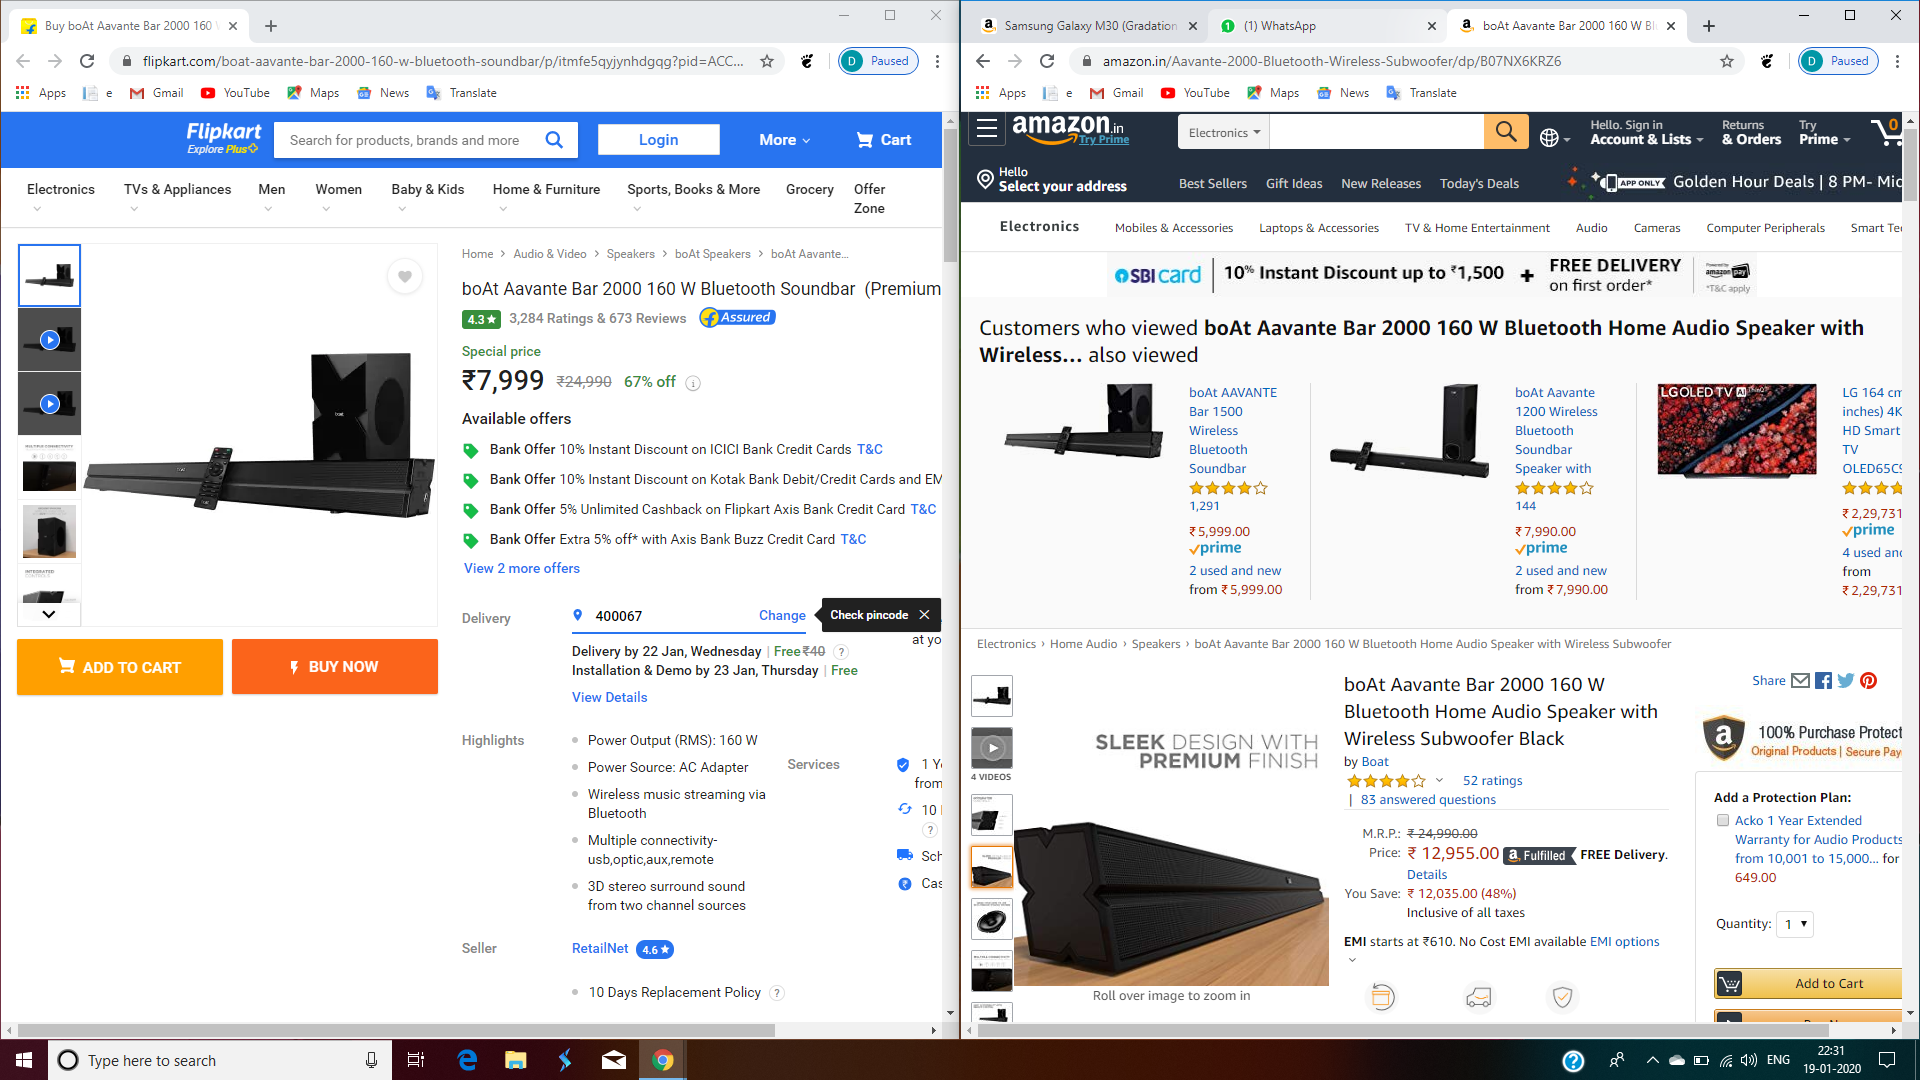 Buy boAt Aavante Bar 2000 160
flipkart.com/boat-aavante-bar-2000-160-w-bluetooth-soundbar/p/itmfe5qyjynhdgqg?pid=ACC...
D Paused
Apps e Gmail YouTube Maps News Translate
Flipkart
Explore Plus
Search for products, brands and more
Login
More
Cart
Electronics TVs & Appliances Men Women Baby & Kids Home & Furniture Sports, Books & More Grocery Offer Zone
Home > Audio & Video > Speakers > boAt Speakers > boAt Aavante...
boAt Aavante Bar 2000 160 W Bluetooth Soundbar (Premium
4.3★ 3,284 Ratings & 673 Reviews Assured
Special price
₹7,999 ₹24,990 67% off
Available offers
Bank Offer 10% Instant Discount on ICICI Bank Credit Cards T&C
Bank Offer 10% Instant Discount on Kotak Bank Debit/Credit Cards and EM
Bank Offer 5% Unlimited Cashback on Flipkart Axis Bank Credit Card T&C
Bank Offer Extra 5% off* with Axis Bank Buzz Credit Card T&C
View 2 more offers
Delivery 400067 Change Check pincode
at yo
Delivery by 22 Jan, Wednesday | Free ₹40 ?
Installation & Demo by 23 Jan, Thursday | Free
View Details
ADD TO CART
BUY NOW
Highlights
Power Output (RMS): 160 W
Power Source: AC Adapter
Wireless music streaming via
Bluetooth
Multiple connectivity-
usb,optic,aux,remote
3D stereo surround sound
from two channel sources
Services
1 Y
from
10
?
Sch
Cas
Seller RetailNet 4.6★
10 Days Replacement Policy ?
Samsung Galaxy M30 (Gradation
(1) WhatsApp
boAt Aavante Bar 2000 160 W Bl
amazon.in/Aavante-2000-Bluetooth-Wireless-Subwoofer/dp/B07NX6KRZ6
D Paused
Apps e Gmail YouTube Maps News Translate
amazon.in
Try Prime
Electronics
Hello. Sign in
Account & Lists
Returns
& Orders
Try
Prime
0
Hello
Select your address
Best Sellers Gift Ideas New Releases Today's Deals
APP ONLY Golden Hour Deals | 8 PM- Mic
Electronics Mobiles & Accessories Laptops & Accessories TV & Home Entertainment Audio Cameras Computer Peripherals Smart Te
SBI card 10% Instant Discount up to ₹1,500 + FREE DELIVERY
on first order*
Powered by
amazon pay
*T&C apply
Customers who viewed boAt Aavante Bar 2000 160 W Bluetooth Home Audio Speaker with
Wireless... also viewed
boAt AAVANTE
Bar 1500
Wireless
Bluetooth
Soundbar
1,291
₹ 5,999.00
prime
2 used and new
from ₹ 5,999.00
boAt Aavante
1200 Wireless
Bluetooth
Soundbar
Speaker with
144
₹ 7,990.00
prime
2 used and new
from ₹ 7,990.00
LG OLED TV AI
LG 164 cm
inches) 4K
HD Smart
TV
OLED65C9
₹ 2,29,731
prime
4 used and
from
₹ 2,29,731
Electronics › Home Audio › Speakers › boAt Aavante Bar 2000 160 W Bluetooth Home Audio Speaker with Wireless Subwoofer
4 VIDEOS
SLEEK DESIGN WITH
PREMIUM FINISH
Roll over image to zoom in
boAt Aavante Bar 2000 160 W
Bluetooth Home Audio Speaker with
Wireless Subwoofer Black
by Boat
52 ratings
| 83 answered questions
M.R.P.: ₹ 24,990.00
Price: ₹ 12,955.00 Fulfilled FREE Delivery.
Details
You Save: ₹ 12,035.00 (48%)
Inclusive of all taxes
EMI starts at ₹610. No Cost EMI available EMI options
Share
100% Purchase Protect
Original Products | Secure Pay
Add a Protection Plan:
Acko 1 Year Extended
Warranty for Audio Products
from 10,001 to 15,000... for
649.00
Quantity: 1
Add to Cart
Type here to search
ENG
22:31
19-01-2020